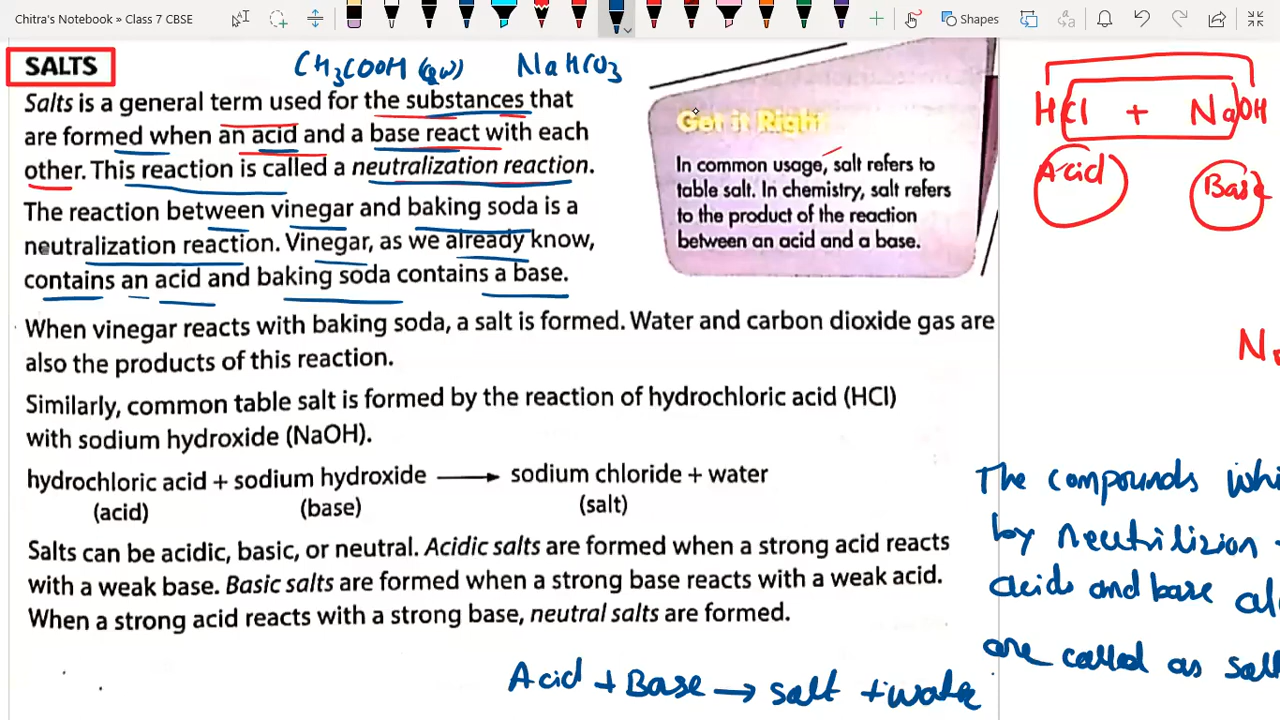 Chitra's Notebook » Class 7 CBSE
Shapes
SALTS
CH3COOH (aq)    NaHCO3
Salts is a general term used for the substances that
are formed when an acid and a base react with each
other. This reaction is called a neutralization reaction.
The reaction between vinegar and baking soda is a
neutralization reaction. Vinegar, as we already know,
contains an acid and baking soda contains a base.
When vinegar reacts with baking soda, a salt is formed. Water and carbon dioxide gas are
also the products of this reaction.
Similarly, common table salt is formed by the reaction of hydrochloric acid (HCl)
with sodium hydroxide (NaOH).
hydrochloric acid + sodium hydroxide ⟶ sodium chloride + water
(acid) (base) (salt)
Salts can be acidic, basic, or neutral. Acidic salts are formed when a strong acid reacts
with a weak base. Basic salts are formed when a strong base reacts with a weak acid.
When a strong acid reacts with a strong base, neutral salts are formed.
Acid + Base → salt + water
Get it Right
In common usage, salt refers to
table salt. In chemistry, salt refers
to the product of the reaction
between an acid and a base.
HCl + NaOH
Acid Base
The compounds
by neutrilizion
acids and base
are called as salt